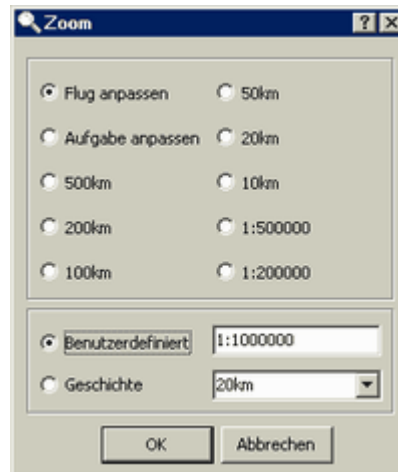 Zoom
Flug anpassen 50km
Aufgabe anpassen 20km
500km 10km
200km 1:500000
100km 1:200000
Benutzerdefiniert 1:1000000
Geschichte 20km
OK Abbrechen